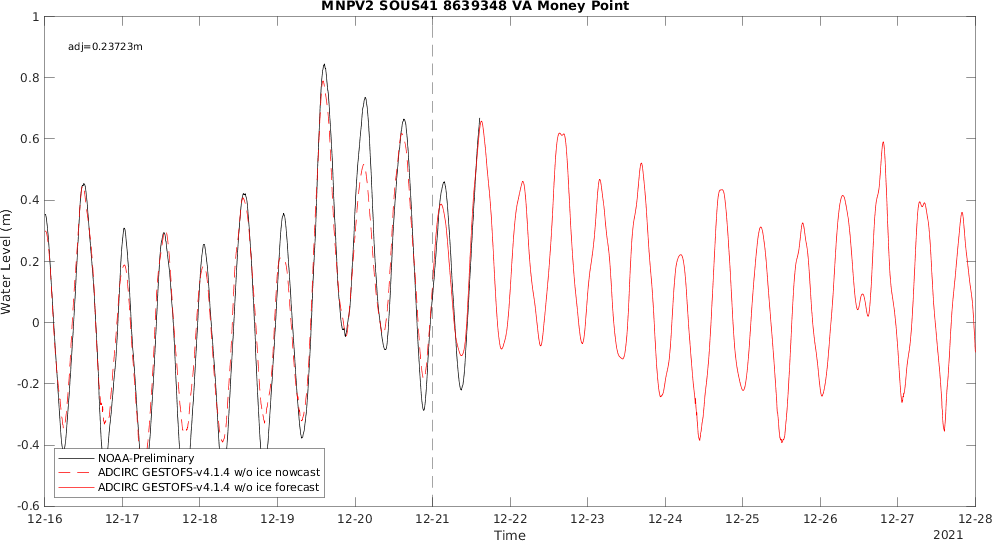 MNPV2 SOUS41 8639348 VA Money Point
adj=0.23723m
1
0.8
0.6
0.4
0.2
0
-0.2
-0.4
-0.6
Water Level (m)
NOAA-Preliminary
ADCIRC GESTOFS-v4.1.4 w/o ice nowcast
ADCIRC GESTOFS-v4.1.4 w/o ice forecast
12-16 12-17 12-18 12-19 12-20 12-21 12-22 12-23 12-24 12-25 12-26 12-27 12-28
Time
2021